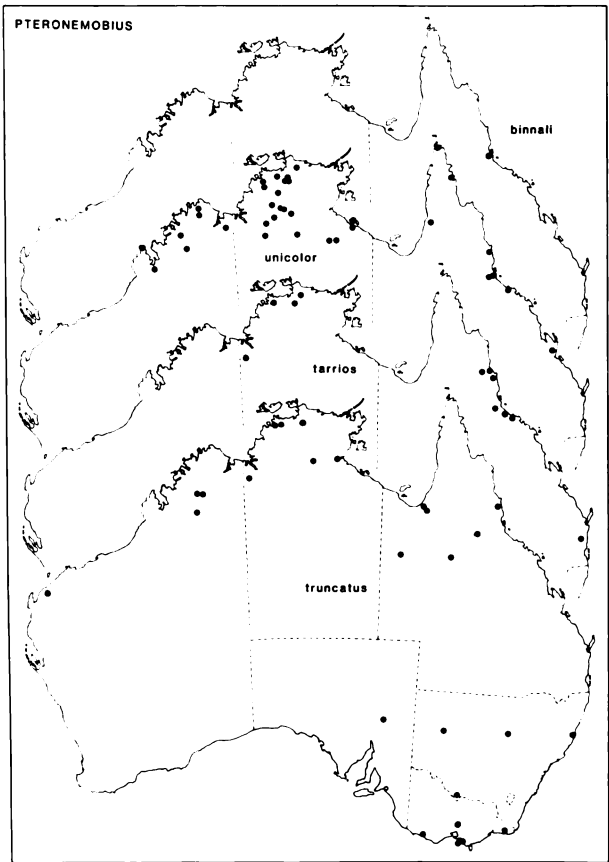 PTERONEMOBIUS
binnali
unicolor
tarrios
truncatus